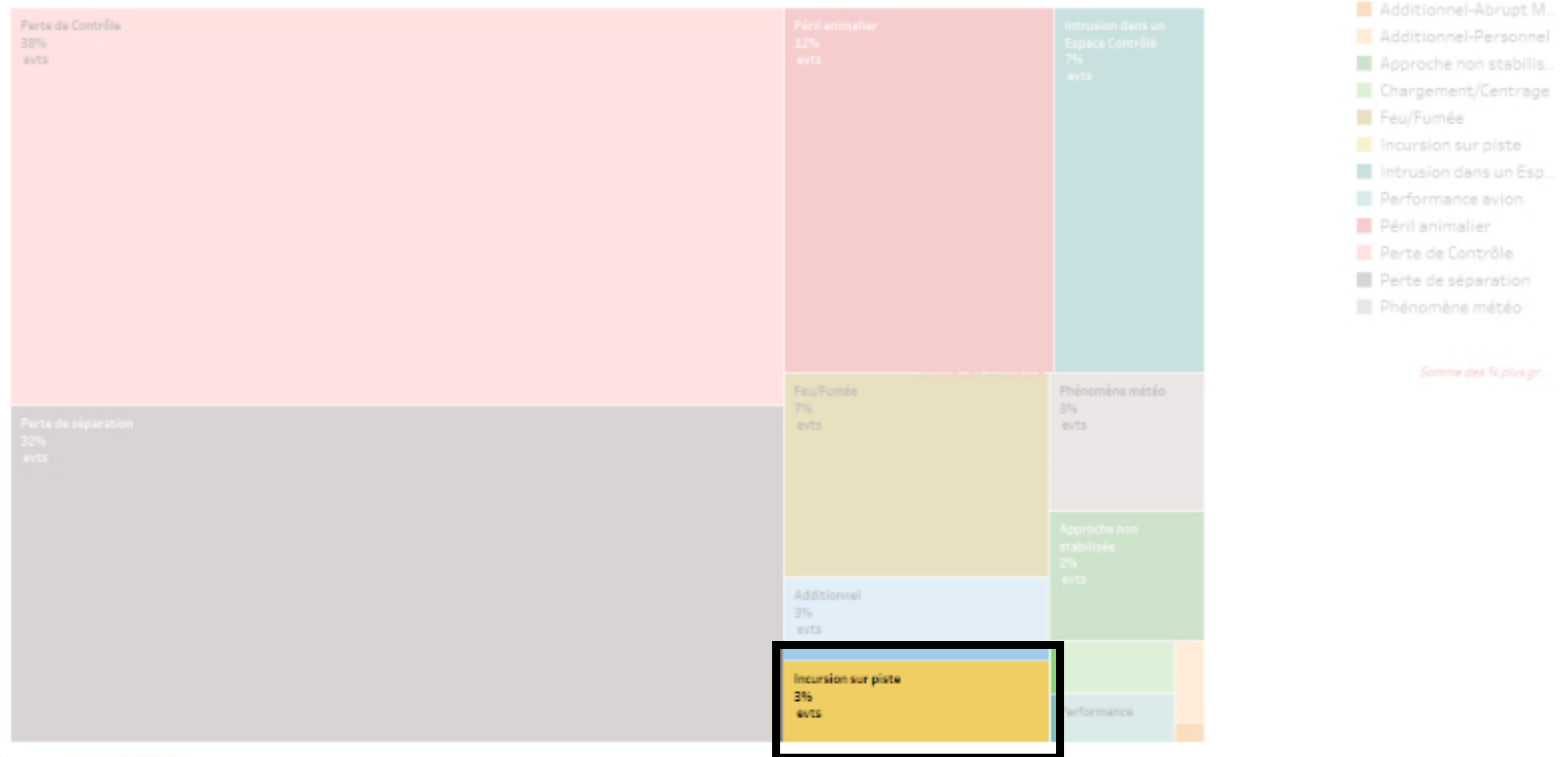 Perte de Contrôle
38%
evts
Péril animalier
12%
evts
Intrusion dans un
Espace Contrôlé
7%
evts
Perte de séparation
32%
evts
Feu/Fumée
7%
evts
Phénomène météo
3%
evts
Approche non
stabilisée
2%
evts
Additionnel
3%
evts
Incursion sur piste
3%
evts
Performance
Additionnel-Abrupt M...
Additionnel-Personnel
Approche non stabilis...
Chargement/Centrage
Feu/Fumée
Incursion sur piste
Intrusion dans un Esp...
Performance avion
Péril animalier
Perte de Contrôle
Perte de séparation
Phénomène météo
Somme des % plus gr...